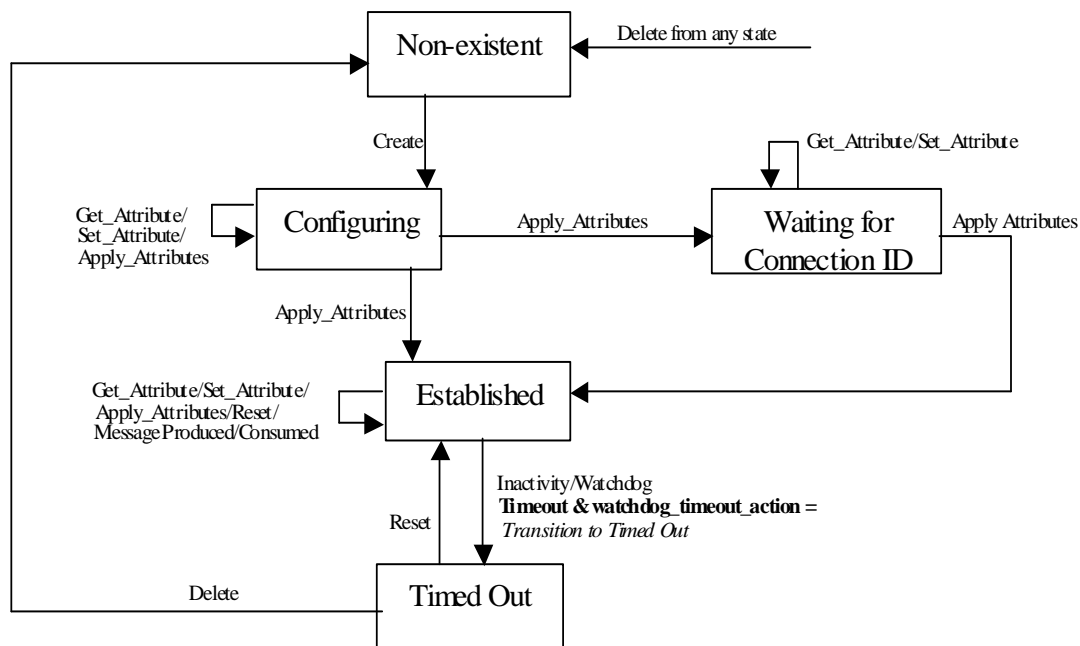 Non-existent
Delete from any state
Create
Get_Attribute/Set_Attribute
Get_Attribute/
Set_Attribute/
Apply_Attributes
Configuring
Apply_Attributes
Waiting for
Connection ID
Apply Attributes
Apply_Attributes
Get_Attribute/Set_Attribute/
Apply_Attributes/Reset/
Message Produced/Consumed
Established
Inactivity/Watchdog
Timeout & watchdog_timeout_action =
Transition to Timed Out
Reset
Delete
Timed Out